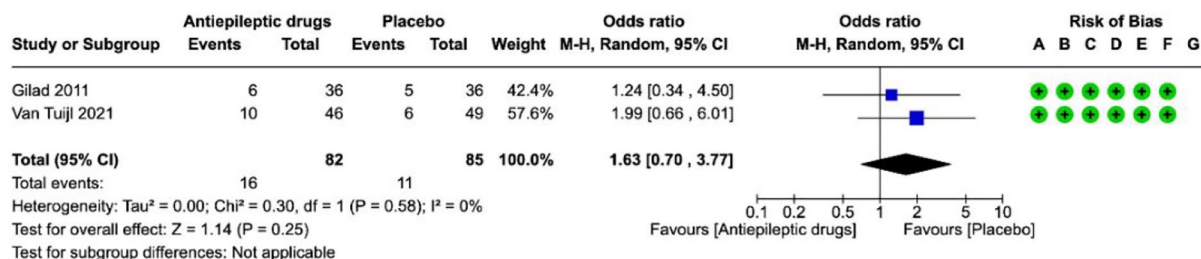 Antiepileptic drugs Placebo Odds ratio Odds ratio Risk of Bias
Study or Subgroup Events Total Events Total Weight M-H, Random, 95% CI M-H, Random, 95% CI A B C D E F G
Gilad 2011 6 36 5 36 42.4% 1.24 [0.34 , 4.50] + + + + + +
Van Tuijl 2021 10 46 6 49 57.6% 1.99 [0.66 , 6.01] + + + + + +
Total (95% CI) 82 85 100.0% 1.63 [0.70 , 3.77]
Total events: 16 11
Heterogeneity: Tau² = 0.00; Chi² = 0.30, df = 1 (P = 0.58); I² = 0%
0.1 0.2 0.5 1 2 5 10
Test for overall effect: Z = 1.14 (P = 0.25) Favours [Antiepileptic drugs] Favours [Placebo]
Test for subgroup differences: Not applicable